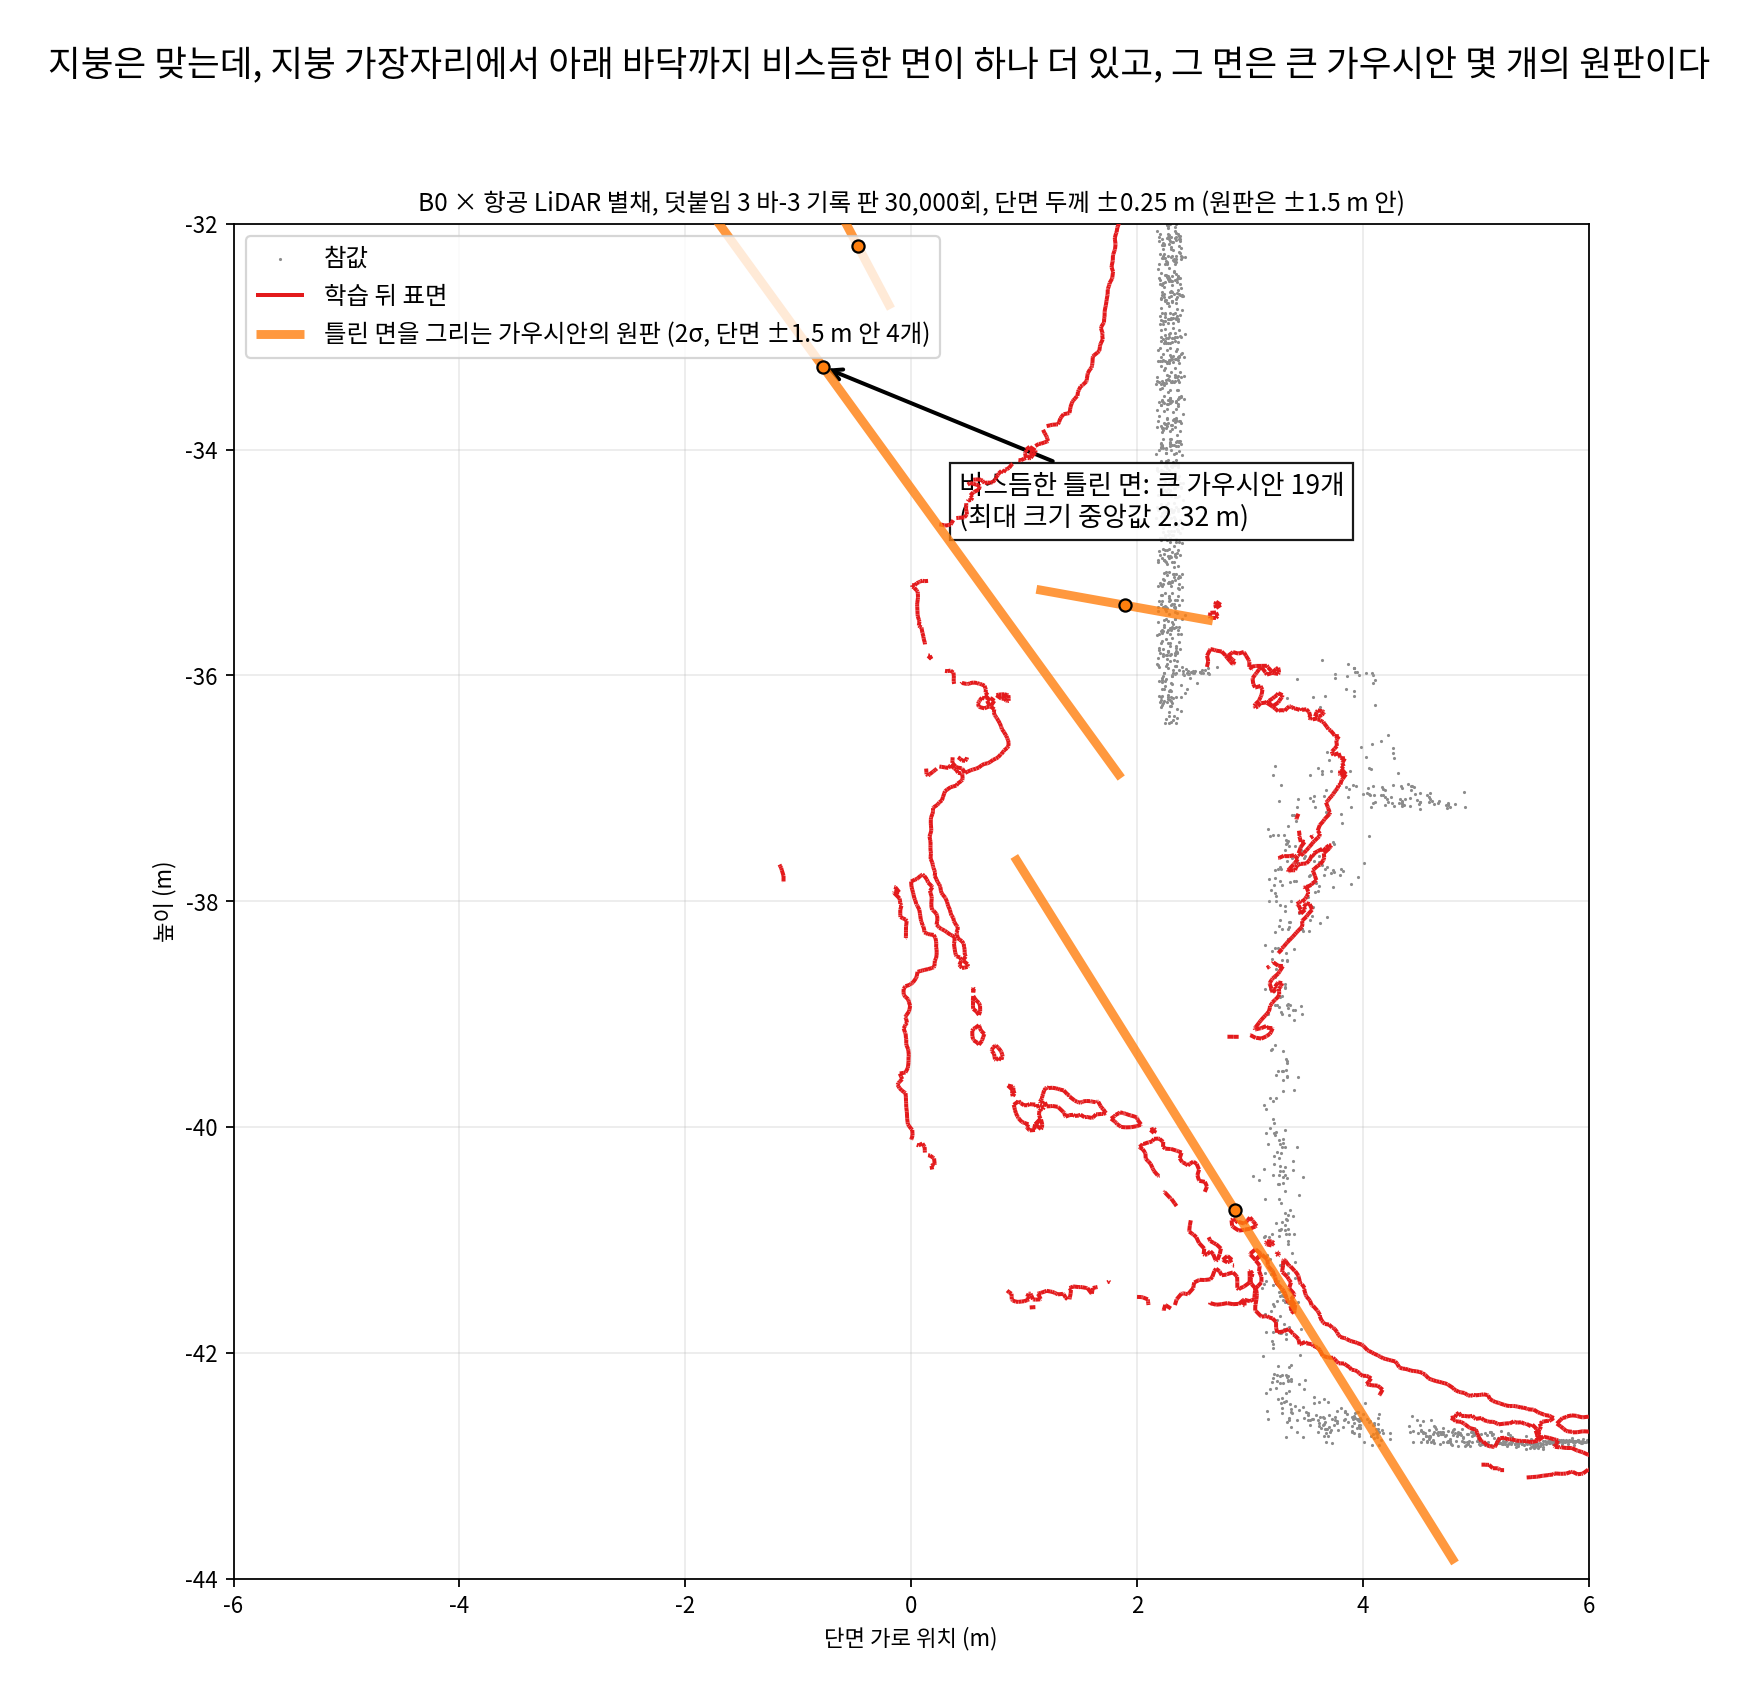 지붕은 맞는데, 지붕 가장자리에서 아래 바닥까지 비스듬한 면이 하나 더 있고, 그 면은 큰 가우시안 몇 개의 원판이다
B0 × 항공 LiDAR 별채, 덧붙임 3 바-3 기록 판 30,000회, 단면 두께 ±0.25 m (원판은 ±1.5 m 안)
참값
학습 뒤 표면
틀린 면을 그리는 가우시안의 원판 (2σ, 단면 ±1.5 m 안 4개)
비스듬한 틀린 면: 큰 가우시안 19개
(최대 크기 중앙값 2.32 m)
높이 (m)
-32
-34
-36
-38
-40
-42
-44
-6
-4
-2
0
2
4
6
단면 가로 위치 (m)